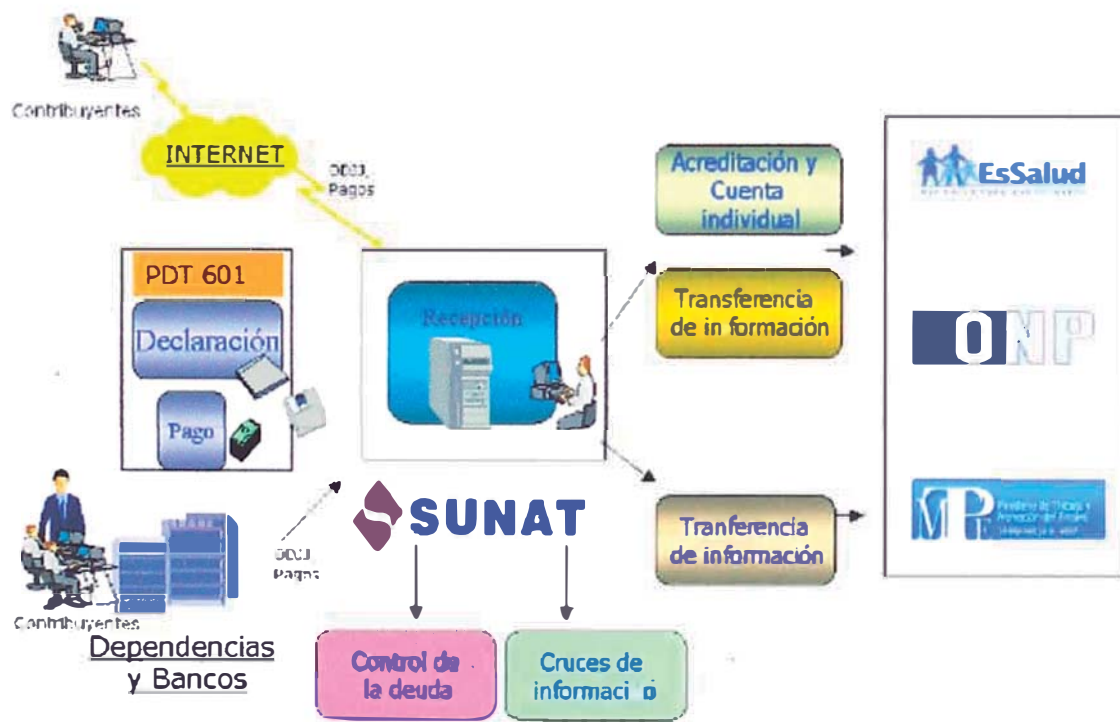 Contribuyentes
INTERNET
DDJJ,
Pagos
PDT 601
Declaración
Pago
Recepción
Acreditación y
Cuenta
individual
Transferencia
de in formación
EsSalud
ONP
SUNAT
Tranferencia
de información
MTPE
DDJJ,
Pagos
Contribuyentes
Dependencias
y Bancos
Control de
la deuda
Cruces de
informaci ó